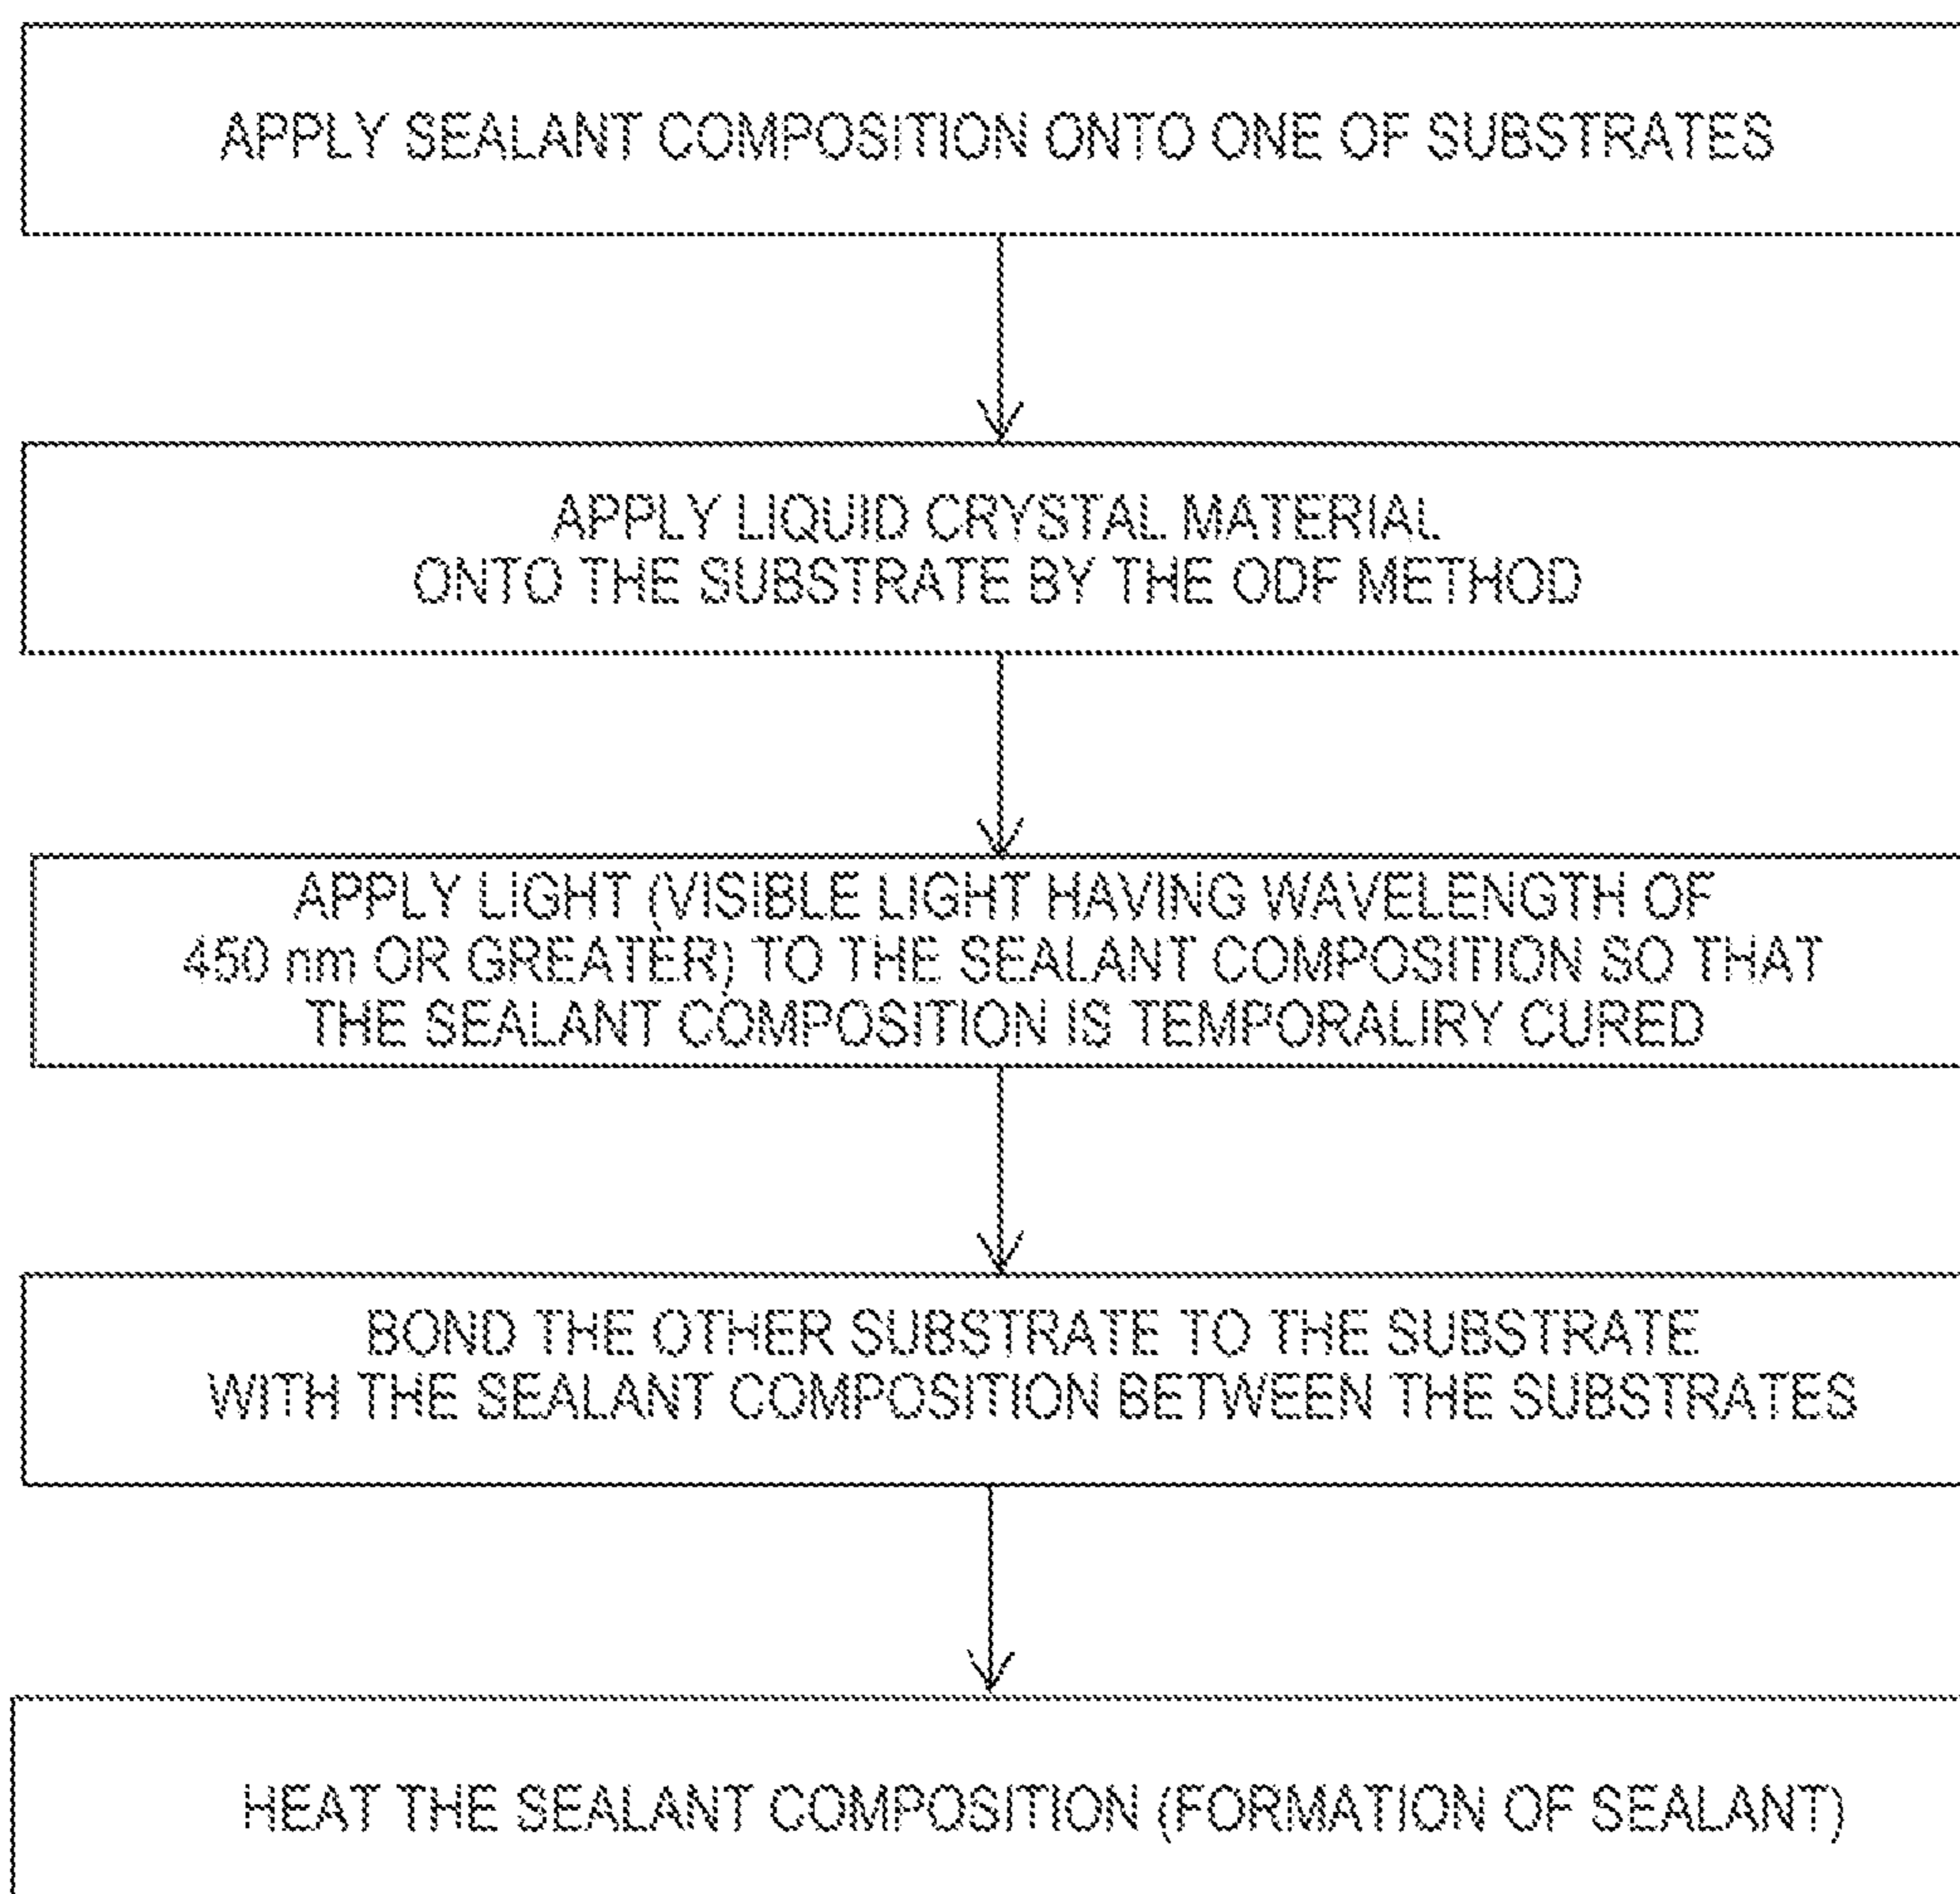 APPLY SEALANT COMPOSITION ONTO ONE OF SUBSTRATES
APPLY LIQUID CRYSTAL MATERIAL
ONTO THE SUBSTRATE BY THE ODF METHOD
APPLY LIGHT (VISIBLE LIGHT HAVING WAVELENGTH OF
450 nm OR GREATER) TO THE SEALANT COMPOSITION SO THAT
THE SEALANT COMPOSITION IS TEMPORALIRY CURED
BOND THE OTHER SUBSTRATE TO THE SUBSTRATE
WITH THE SEALANT COMPOSITION BETWEEN THE SUBSTRATES
HEAT THE SEALANT COMPOSITION (FORMATION OF SEALANT)